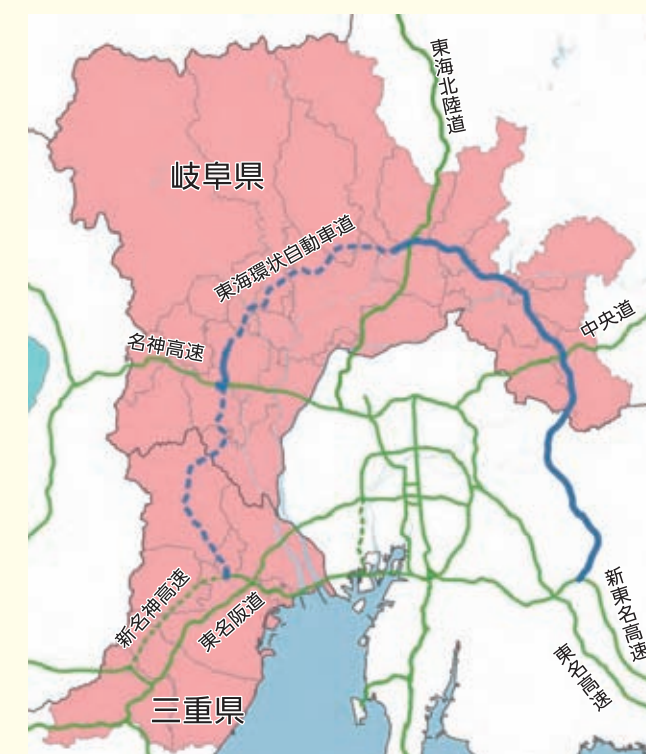 東海北陸道
岐阜県
東海環状自動車道
中央道
名神高速
新名神高速
東名阪道
新東名高速
東名高速
三重県